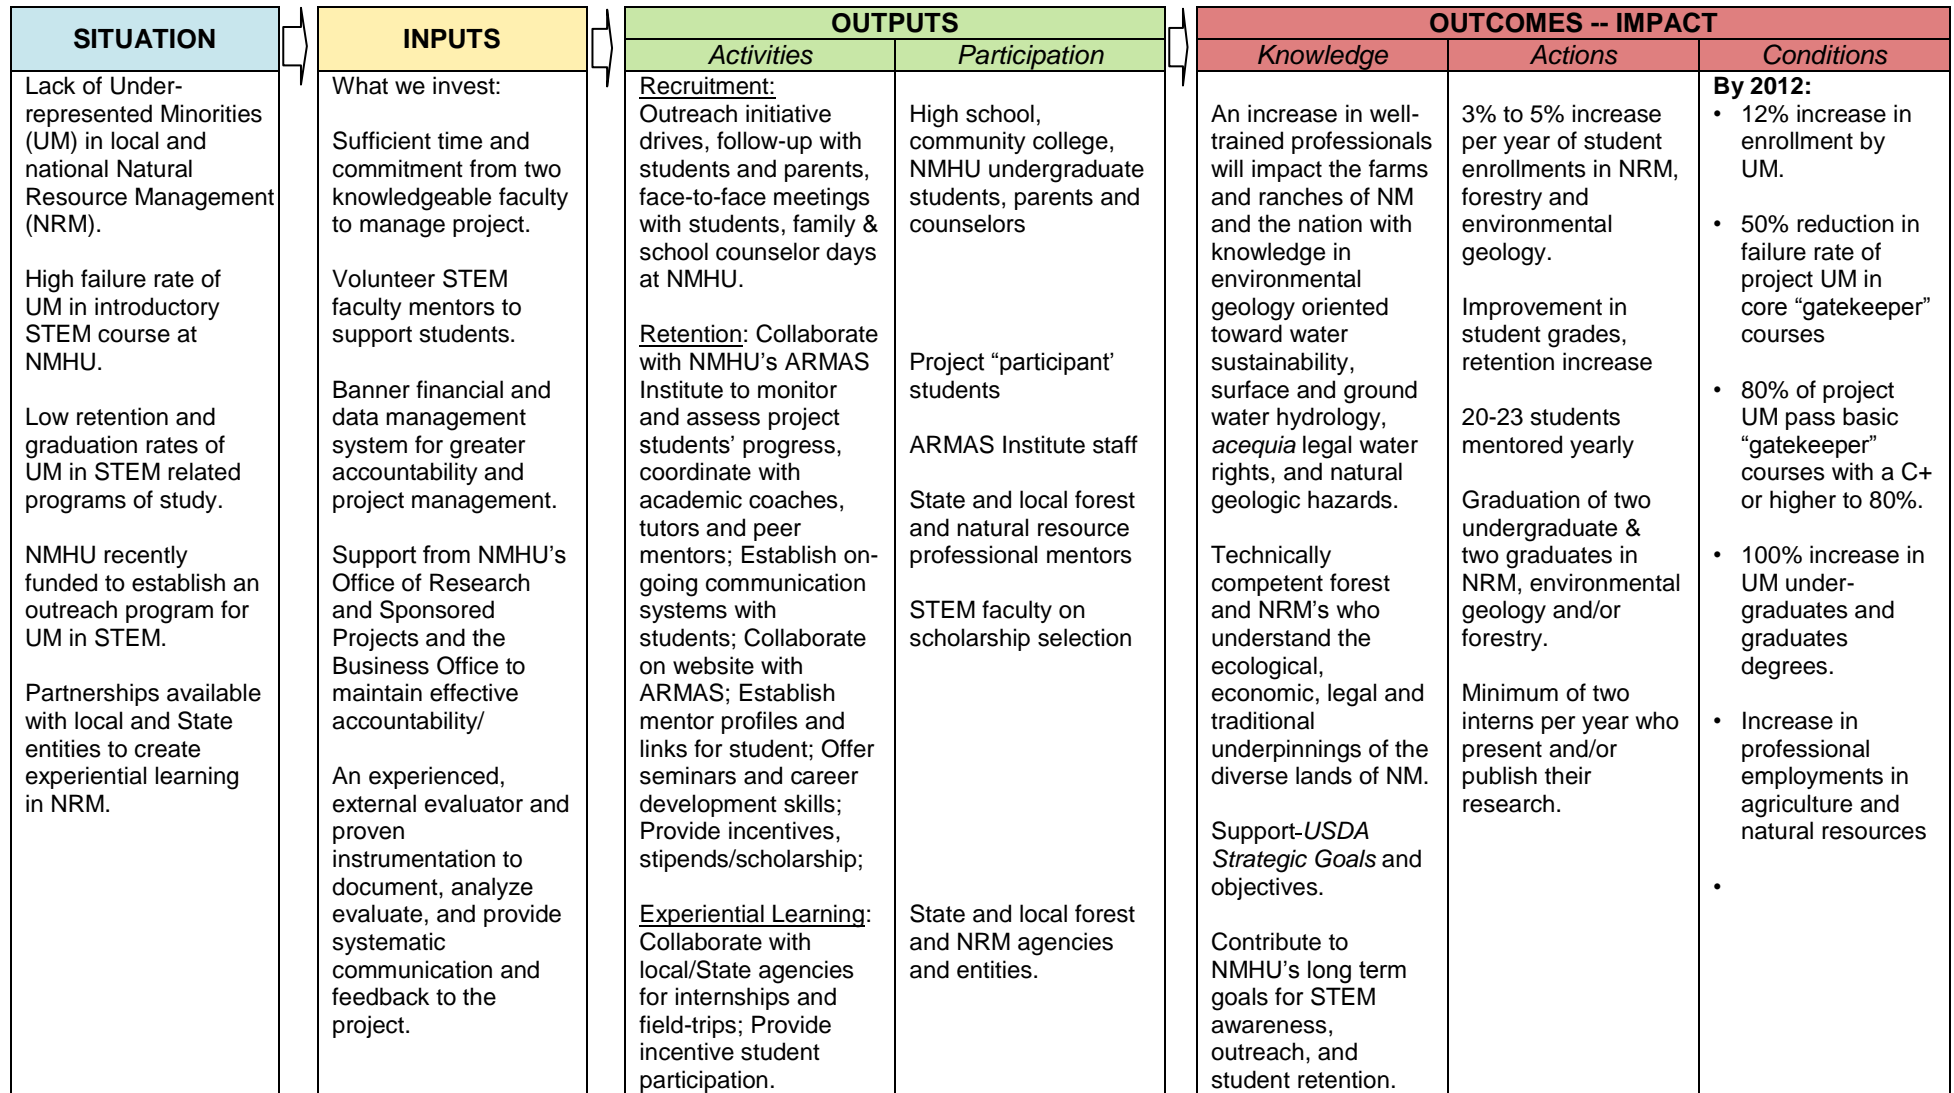 SITUATION
Lack of Under-
represented Minorities
(UM) in local and
national Natural
Resource Management
(NRM).
High failure rate of
UM in introductory
STEM course at
NMHU.
Low retention and
graduation rates of
UM in STEM related
programs of study.
NMHU recently
funded to establish an
outreach program for
UM in STEM.
Partnerships available
with local and State
entities to create
experiential learning
in NRM.
INPUTS
What we invest:
Sufficient time and
commitment from two
knowledgeable faculty
to manage project.
Volunteer STEM
faculty mentors to
support students.
Banner financial and
data management
system for greater
accountability and
project management.
Support from NMHU’s
Office of Research
and Sponsored
Projects and the
Business Office to
maintain effective
accountability/
An experienced,
external evaluator and
proven
instrumentation to
document, analyze
evaluate, and provide
systematic
communication and
feedback to the
project.
OUTPUTS
Activities
Recruitment:
Outreach initiative
drives, follow-up with
students and parents,
face-to-face meetings
with students, family &
school counselor days
at NMHU.
Retention: Collaborate
with NMHU’s ARMAS
Institute to monitor
and assess project
students’ progress,
coordinate with
academic coaches,
tutors and peer
mentors; Establish on-
going communication
systems with
students; Collaborate
on website with
ARMAS; Establish
mentor profiles and
links for student; Offer
seminars and career
development skills;
Provide incentives,
stipends/scholarship;
Experiential Learning:
Collaborate with
local/State agencies
for internships and
field-trips; Provide
incentive student
participation.
Participation
High school,
community college,
NMHU undergraduate
students, parents and
counselors
Project “participant’
students
ARMAS Institute staff
State and local forest
and natural resource
professional mentors
STEM faculty on
scholarship selection
State and local forest
and NRM agencies
and entities.
OUTCOMES -- IMPACT
Knowledge
An increase in well-
trained professionals
will impact the farms
and ranches of NM
and the nation with
knowledge in
environmental
geology oriented
toward water
sustainability,
surface and ground
water hydrology,
acequia legal water
rights, and natural
geologic hazards.
Technically
competent forest
and NRM’s who
understand the
ecological,
economic, legal and
traditional
underpinnings of the
diverse lands of NM.
Support-USDA
Strategic Goals and
objectives.
Contribute to
NMHU’s long term
goals for STEM
awareness,
outreach, and
student retention.
Actions
3% to 5% increase
per year of student
enrollments in NRM,
forestry and
environmental
geology.
Improvement in
student grades,
retention increase
20-23 students
mentored yearly
Graduation of two
undergraduate &
two graduates in
NRM, environmental
geology and/or
forestry.
Minimum of two
interns per year who
present and/or
publish their
research.
Conditions
By 2012:
• 12% increase in
enrollment by
UM.
• 50% reduction in
failure rate of
project UM in
core “gatekeeper”
courses
• 80% of project
UM pass basic
“gatekeeper”
courses with a C+
or higher to 80%.
• 100% increase in
UM under-
graduates and
graduates
degrees.
• Increase in
professional
employments in
agriculture and
natural resources
•